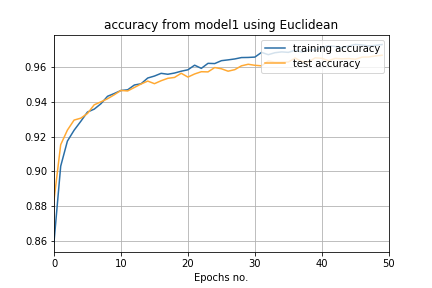 accuracy from model1 using Euclidean
training accuracy
test accuracy
0.96
0.94
0.92
0.90
0.88
0.86
0 10 20 30 40 50
Epochs no.